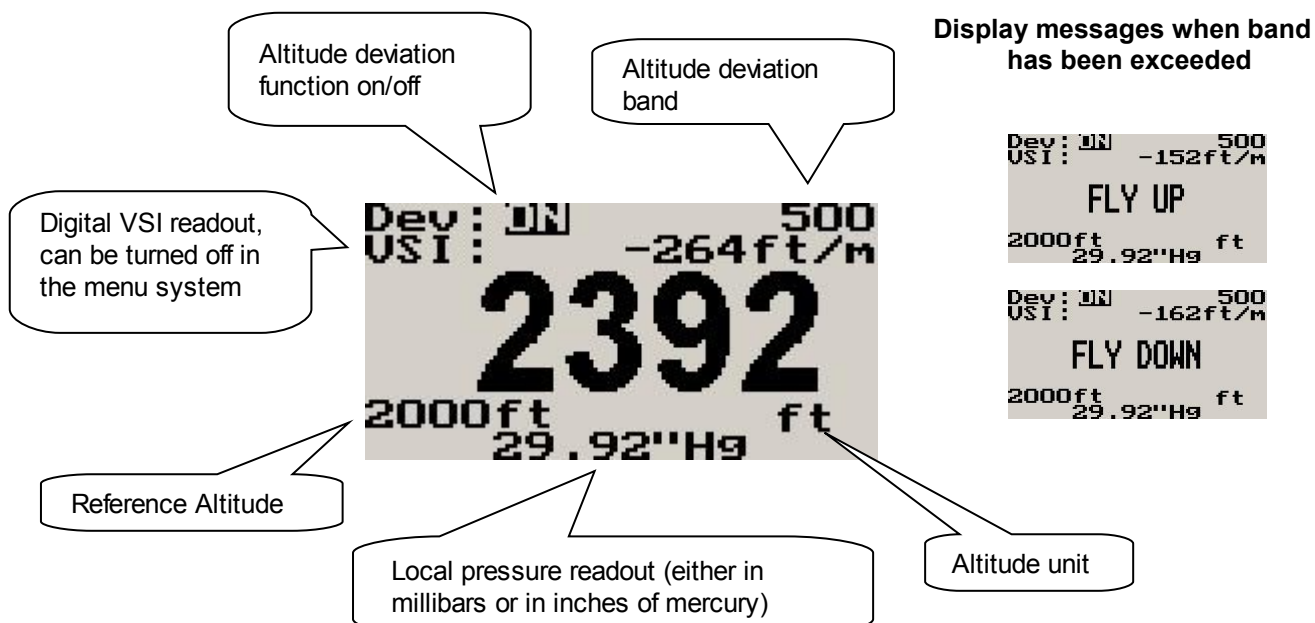 Altitude deviation
function on/off
Altitude deviation
band
Display messages when band
has been exceeded
Digital VSI readout,
can be turned off in
the menu system
Dev: ON 500
VSI: -264ft/m
2392
2000ft ft
29.92"Hg
Dev: ON 500
VSI: -152ft/m
FLY UP
2000ft ft
29.92"Hg
Dev: ON 500
VSI: -162ft/m
FLY DOWN
2000ft ft
29.92"Hg
Reference Altitude
Local pressure readout (either in
millibars or in inches of mercury)
Altitude unit